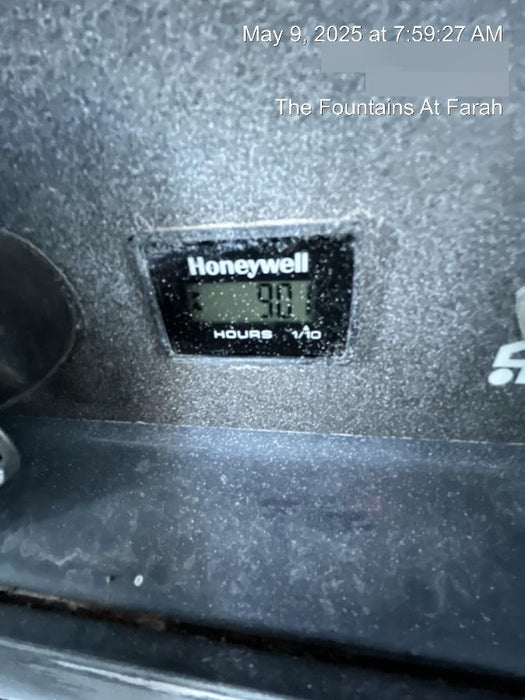 May 9, 2025 at 7:59:27 AM
The Fountains At Farah
Honeywell
90.1
HOURS 1/10